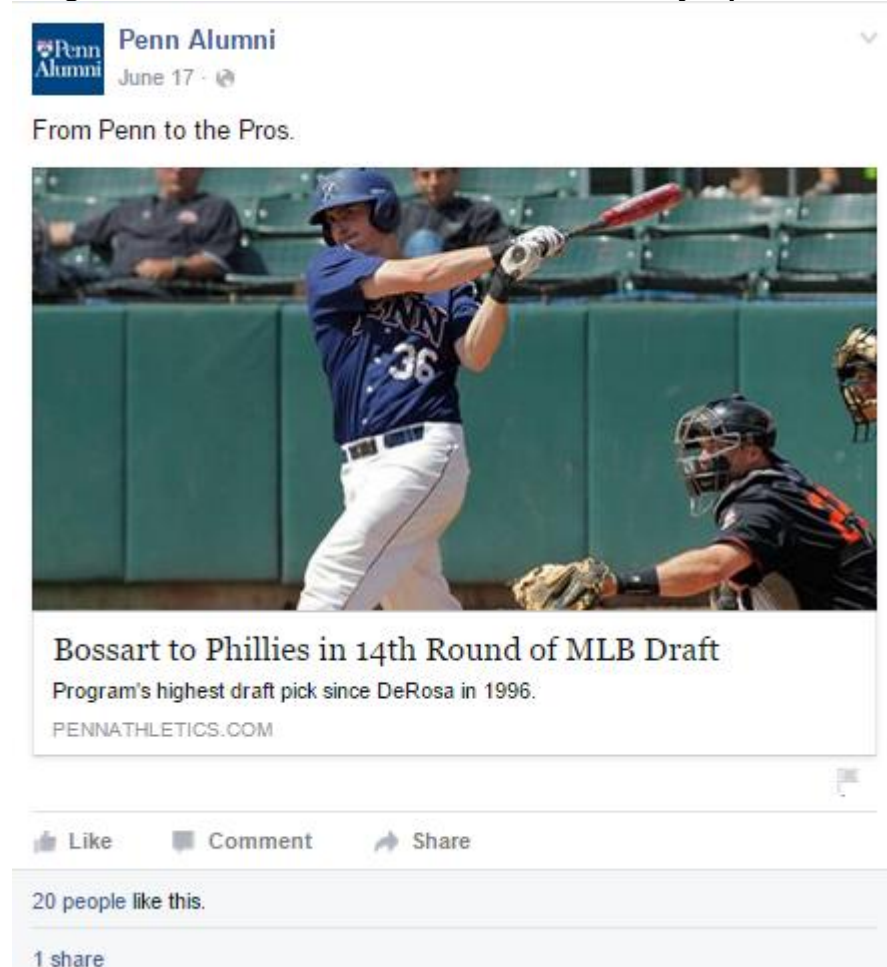 Penn
Alumni
Penn Alumni
June 17 ·
From Penn to the Pros.
PENN
36
Bossart to Phillies in 14th Round of MLB Draft
Program's highest draft pick since DeRosa in 1996.
PENNATHLETICS.COM
Like Comment Share
20 people like this.
1 share